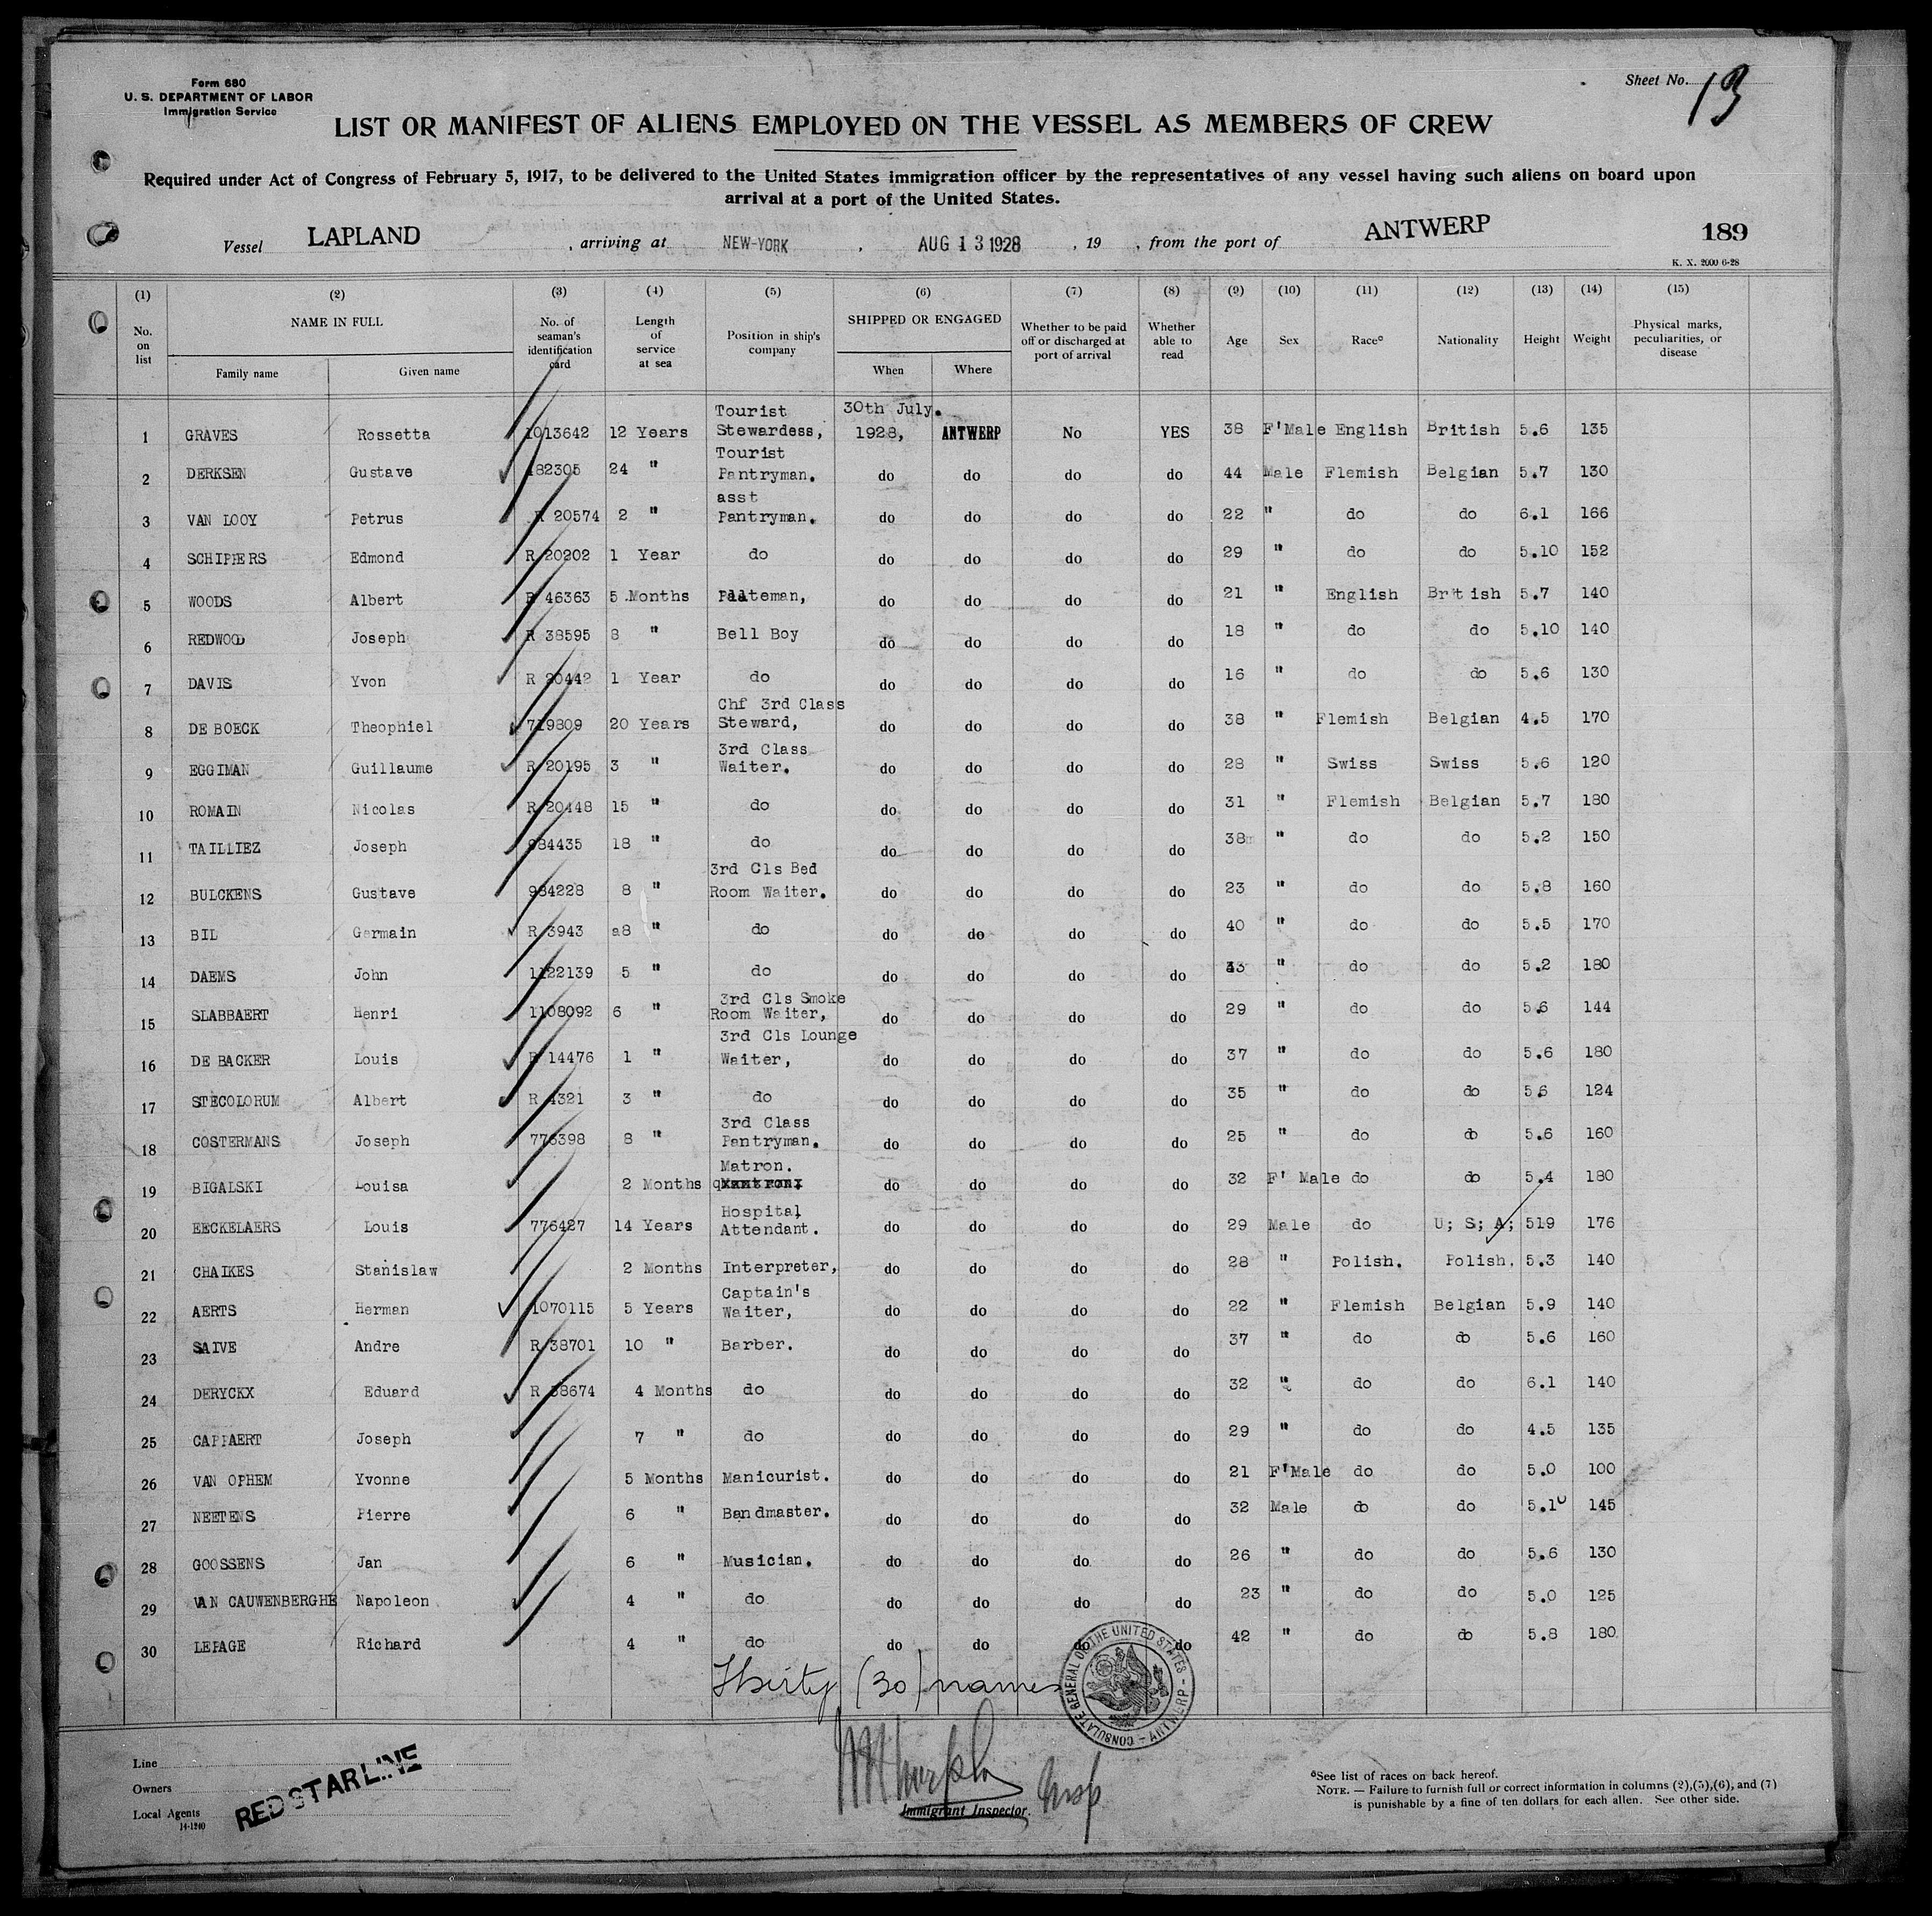 Form 680
U. S. DEPARTMENT OF LABOR
Immigration Service
Sheet No. 13
LIST OR MANIFEST OF ALIENS EMPLOYED ON THE VESSEL AS MEMBERS OF CREW
Required under Act of Congress of February 5, 1917, to be delivered to the United States immigration officer by the representatives of any vessel having such aliens on board upon
arrival at a port of the United States.
Vessel LAPLAND , arriving at NEW-YORK , AUG 13 1928 , 19 , from the port of ANTWERP 189
K. X. 2000 6-28
(1) (2) (3) (4) (5) (6) (7) (8) (9) (10) (11) (12) (13) (14) (15)
No. on list NAME IN FULL Family name Given name No. of seaman's identification card Length of service at sea Position in ship's company SHIPPED OR ENGAGED When Where Whether to be paid off or discharged at port of arrival Whether able to read Age Sex Race* Nationality Height Weight Physical marks, peculiarities, or disease
1 GRAVES Rossetta 1013642 12 Years Tourist Stewardess, 30th July. 1928, ANTWERP No YES 38 F'Male English British 5.6 135
2 DERKSEN Gustave 182305 24 " Tourist Pantryman. do do do do 44 Male Flemish Belgian 5.7 130
3 VAN LOOY Petrus R 20574 2 " asst Pantryman. do do do do 22 " do do 6.1 166
4 SCHIPPERS Edmond R 20202 1 Year do do do do do 29 " do do 5.10 152
5 WOODS Albert R 46363 5 Months Plateman, do do do do 21 " English British 5.7 140
6 REDWOOD Joseph R 38595 8 " Bell Boy do do do do 18 " do do 5.10 140
7 DAVIS Yvon R 20442 1 Year do do do do do 16 " do do 5.6 130
8 DE BOECK Theophiel 719809 20 Years Chf 3rd Class Steward, do do do do 38 " Flemish Belgian 4.5 170
9 EGGIMAN Guillaume R 20195 3 " 3rd Class Waiter. do do do do 28 " Swiss Swiss 5.6 120
10 ROMAIN Nicolas R 20448 15 " do do do do do 31 " Flemish Belgian 5.7 180
11 TAILLIEZ Joseph 984435 18 " do do do do do 38 " do do 5.2 150
12 BULCKENS Gustave 984228 8 " 3rd Cls Bed Room Waiter. do do do do 23 " do do 5.8 160
13 BIL Germain R 3943 a8 " do do do do do 40 " do do 5.5 170
14 DAEMS John 1122139 5 " do do do do do " do do 5.2 180
15 SLABBAERT Henri 1108092 6 " 3rd Cls Smoke Room Waiter, do do do do 29 " do do 5.6 144
16 DE BACKER Louis R 14476 1 " 3rd Cls Lounge Waiter, do do do do 37 " do do 5.6 180
17 STECOLORUM Albert R 4321 3 " do do do do do 35 " do do 5.6 124
18 COSTERMANS Joseph 776398 8 " 3rd Class Pantryman. do do do do 25 " do do 5.6 160
19 BIGALSKI Louisa 2 Months Matron. do do do do 32 F' Male do do 5.4 180
20 EECKELAERS Louis 776427 14 Years Hospital Attendant. do do do do 29 Male do U; S; A; 519 176
21 CHAIKES Stanislaw 2 Months Interpreter, do do do do 28 " Polish. Polish. 5.3 140
22 AERTS Herman 1070115 5 Years Captain's Waiter, do do do do 22 " Flemish Belgian 5.9 140
23 SAIVE Andre R 38701 10 " Barber. do do do do 37 " do do 5.6 160
24 DERYCKX Eduard R 38674 4 Months do do do do do 32 " do do 6.1 140
25 CAPPAERT Joseph 7 " do do do do do 29 " do do 4.5 135
26 VAN OPHEM Yvonne 5 Months Manicurist. do do do do 21 F'Male do do 5.0 100
27 NEETENS Pierre 6 " Bandmaster. do do do do 32 Male do do 5.10 145
28 GOOSSENS Jan 6 " Musician. do do do do 26 " do do 5.6 130
29 VAN CAUWENBERGHE Napoleon 4 " do do do do do 23 " do do 5.0 125
30 LEPAGE Richard 4 " do do do do do 42 " do do 5.8 180.
Thirty (30) names
CONSULATE GENERAL OF THE UNITED STATES - ANTWERP -
Line
Owners
Local Agents
14-1240
RED STAR LINE
Insp
Immigrant Inspector.
*See list of races on back hereof.
NOTE. — Failure to furnish full or correct information in columns (2),(5),(6), and (7)
is punishable by a fine of ten dollars for each alien. See other side.